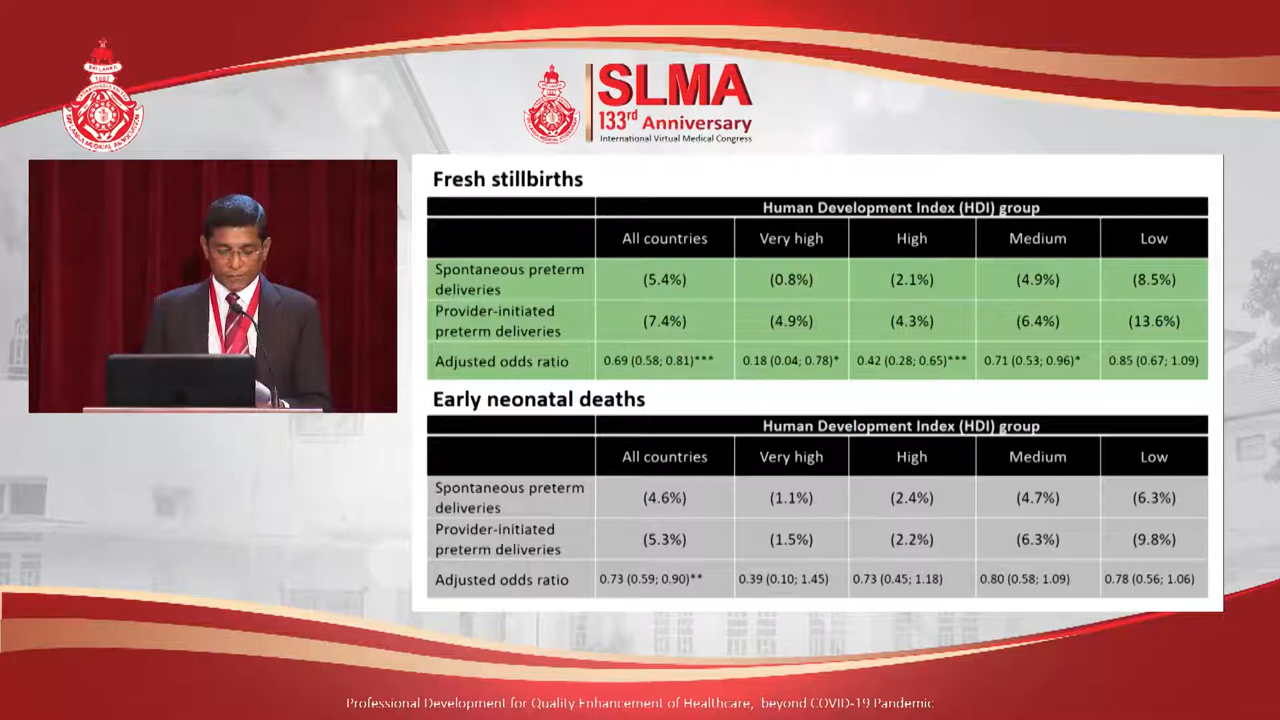 SRI LANKA
1887
SRI LANKA MEDICAL ASSOCIATION
SLMA
133rd Anniversary
International Virtual Medical Congress
Fresh stillbirths
Human Development Index (HDI) group
All countries Very high High Medium Low
Spontaneous preterm
deliveries (5.4%) (0.8%) (2.1%) (4.9%) (8.5%)
Provider-initiated
preterm deliveries (7.4%) (4.9%) (4.3%) (6.4%) (13.6%)
Adjusted odds ratio 0.69 (0.58; 0.81)*** 0.18 (0.04; 0.78)* 0.42 (0.28; 0.65)*** 0.71 (0.53; 0.96)* 0.85 (0.67; 1.09)
Early neonatal deaths
Human Development Index (HDI) group
All countries Very high High Medium Low
Spontaneous preterm
deliveries (4.6%) (1.1%) (2.4%) (4.7%) (6.3%)
Provider-initiated
preterm deliveries (5.3%) (1.5%) (2.2%) (6.3%) (9.8%)
Adjusted odds ratio 0.73 (0.59; 0.90)** 0.39 (0.10; 1.45) 0.73 (0.45; 1.18) 0.80 (0.58; 1.09) 0.78 (0.56; 1.06)
Professional Development for Quality Enhancement of Healthcare, beyond COVID-19 Pandemic